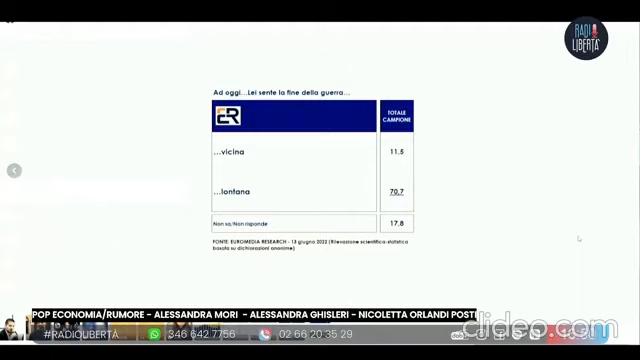 RADIO
LIBERTÀ
Ad oggi...Lei sente la fine della guerra...
ER
TOTALE
CAMPIONE
...vicina
11,5
...lontana
70,7
Non sa/Non risponde
17,8
FONTE: EUROMEDIA RESEARCH - 13 giugno 2022 (Rilevazione scientifica-statistica
basata su dichiarazioni anonime)
POP ECONOMIA/RUMORE - ALESSANDRA MORI - ALESSANDRA GHISLERI - NICOLETTA ORLANDI POSTI
#RADIOLIBERTÀ
346 642 7756
02 66 20 35 29
clideo.com